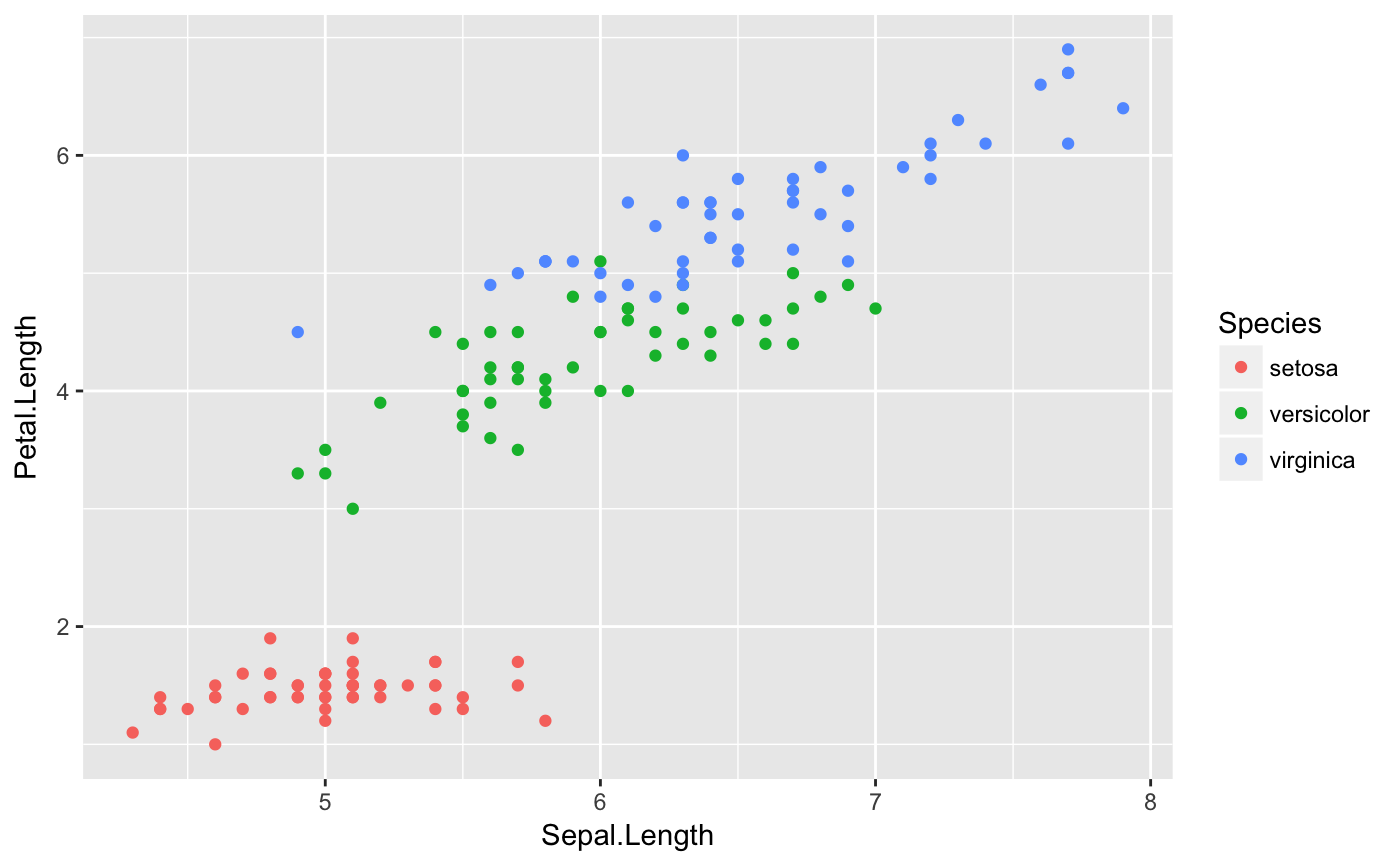 Petal.Length
6
4
2
5 6 7 8
Sepal.Length
Species
setosa
versicolor
virginica